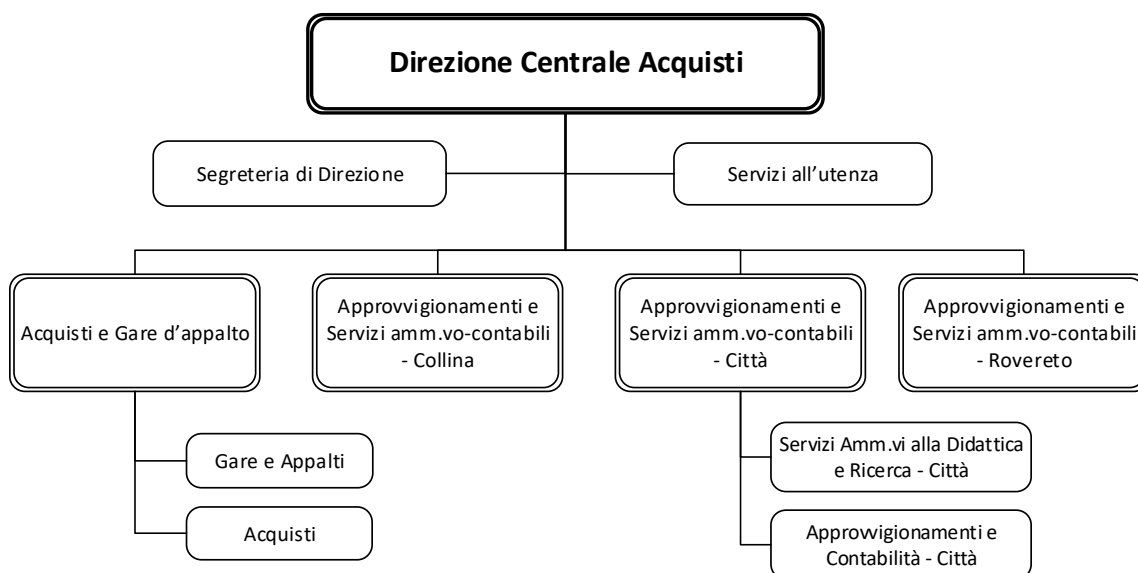 Direzione Centrale Acquisti
Segreteria di Direzione
Servizi all’utenza
Acquisti e Gare d’appalto
Approvvigionamenti e
Servizi amm.vo-contabili
- Collina
Approvvigionamenti e
Servizi amm.vo-contabili
- Città
Approvvigionamenti e
Servizi amm.vo-contabili
- Rovereto
Gare e Appalti
Acquisti
Servizi Amm.vi alla Didattica
e Ricerca - Città
Approvvigionamenti e
Contabilità - Città